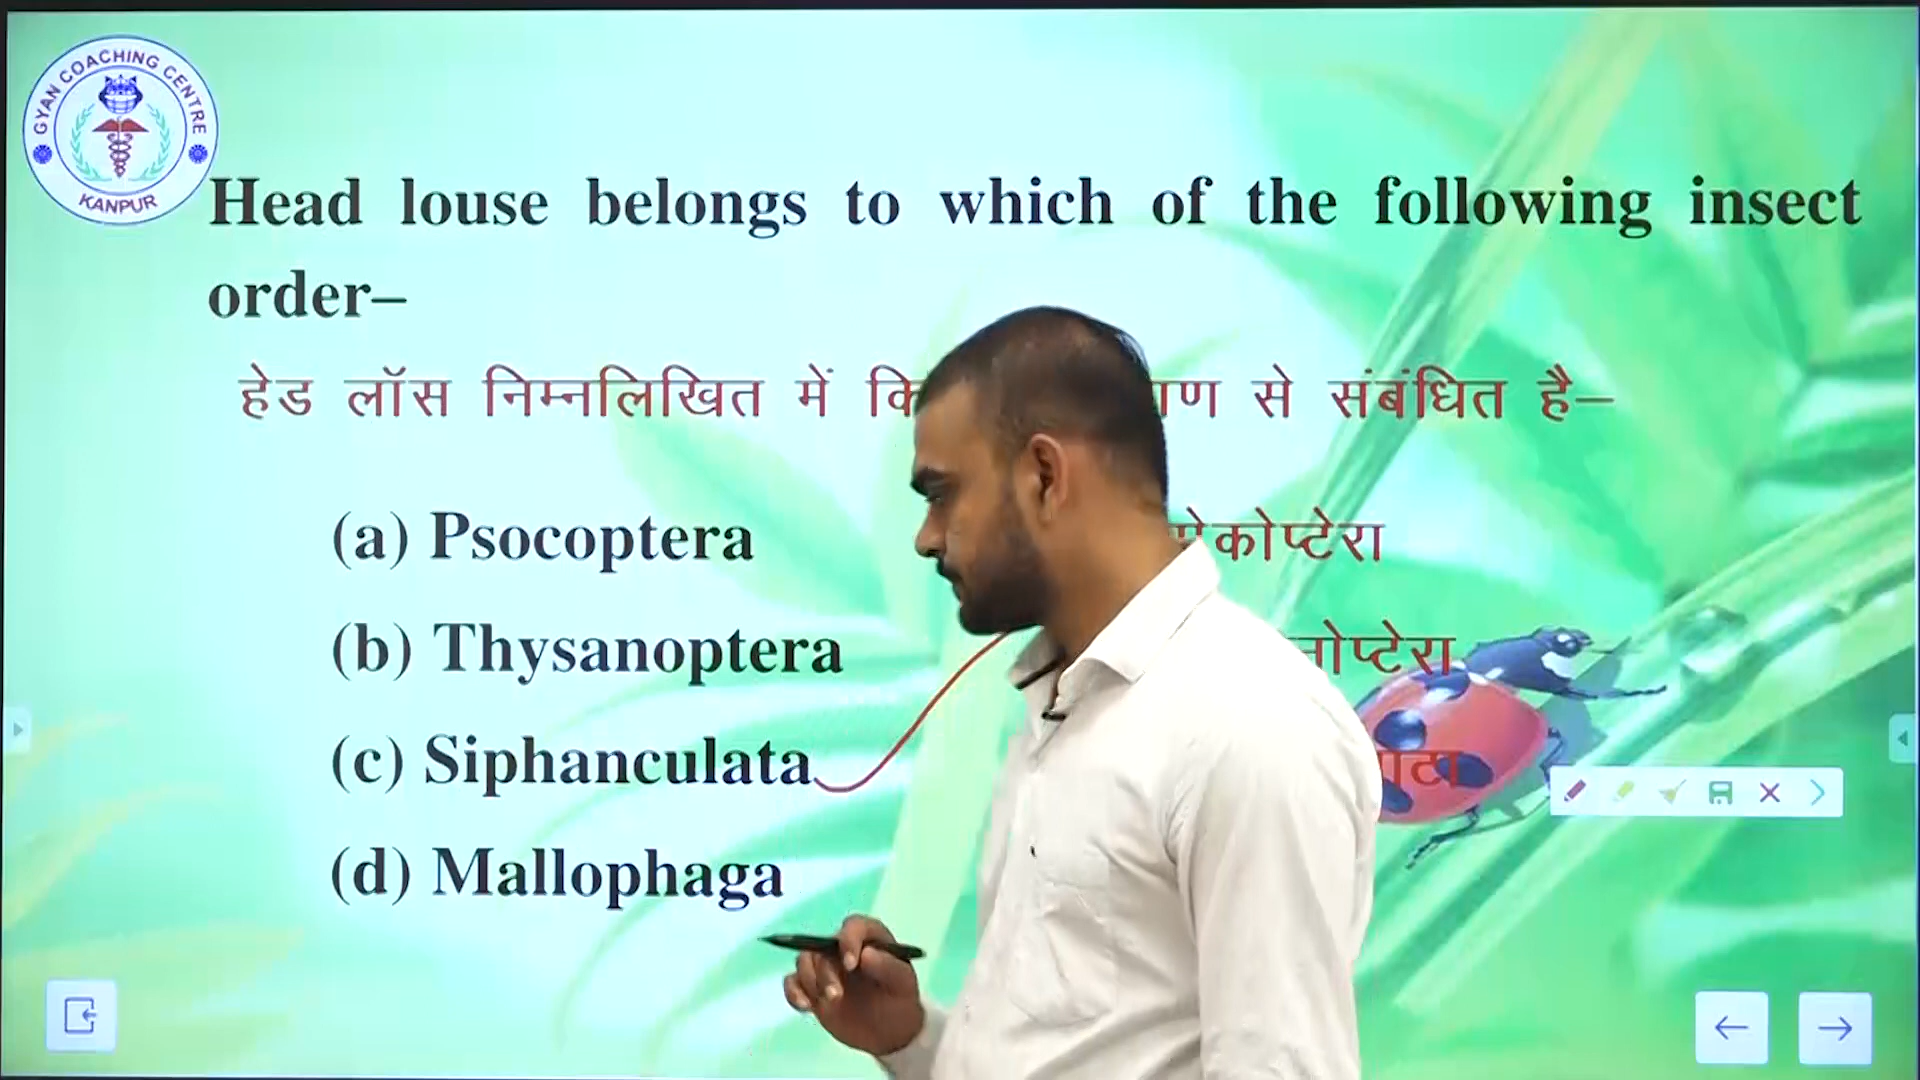 GYAN COACHING CENTRE
KANPUR
Head louse belongs to which of the following insect
order–
हेड लॉस निम्नलिखित में से संबंधित है–
(a) Psocoptera
(b) Thysanoptera
(c) Siphanculata
(d) Mallophaga